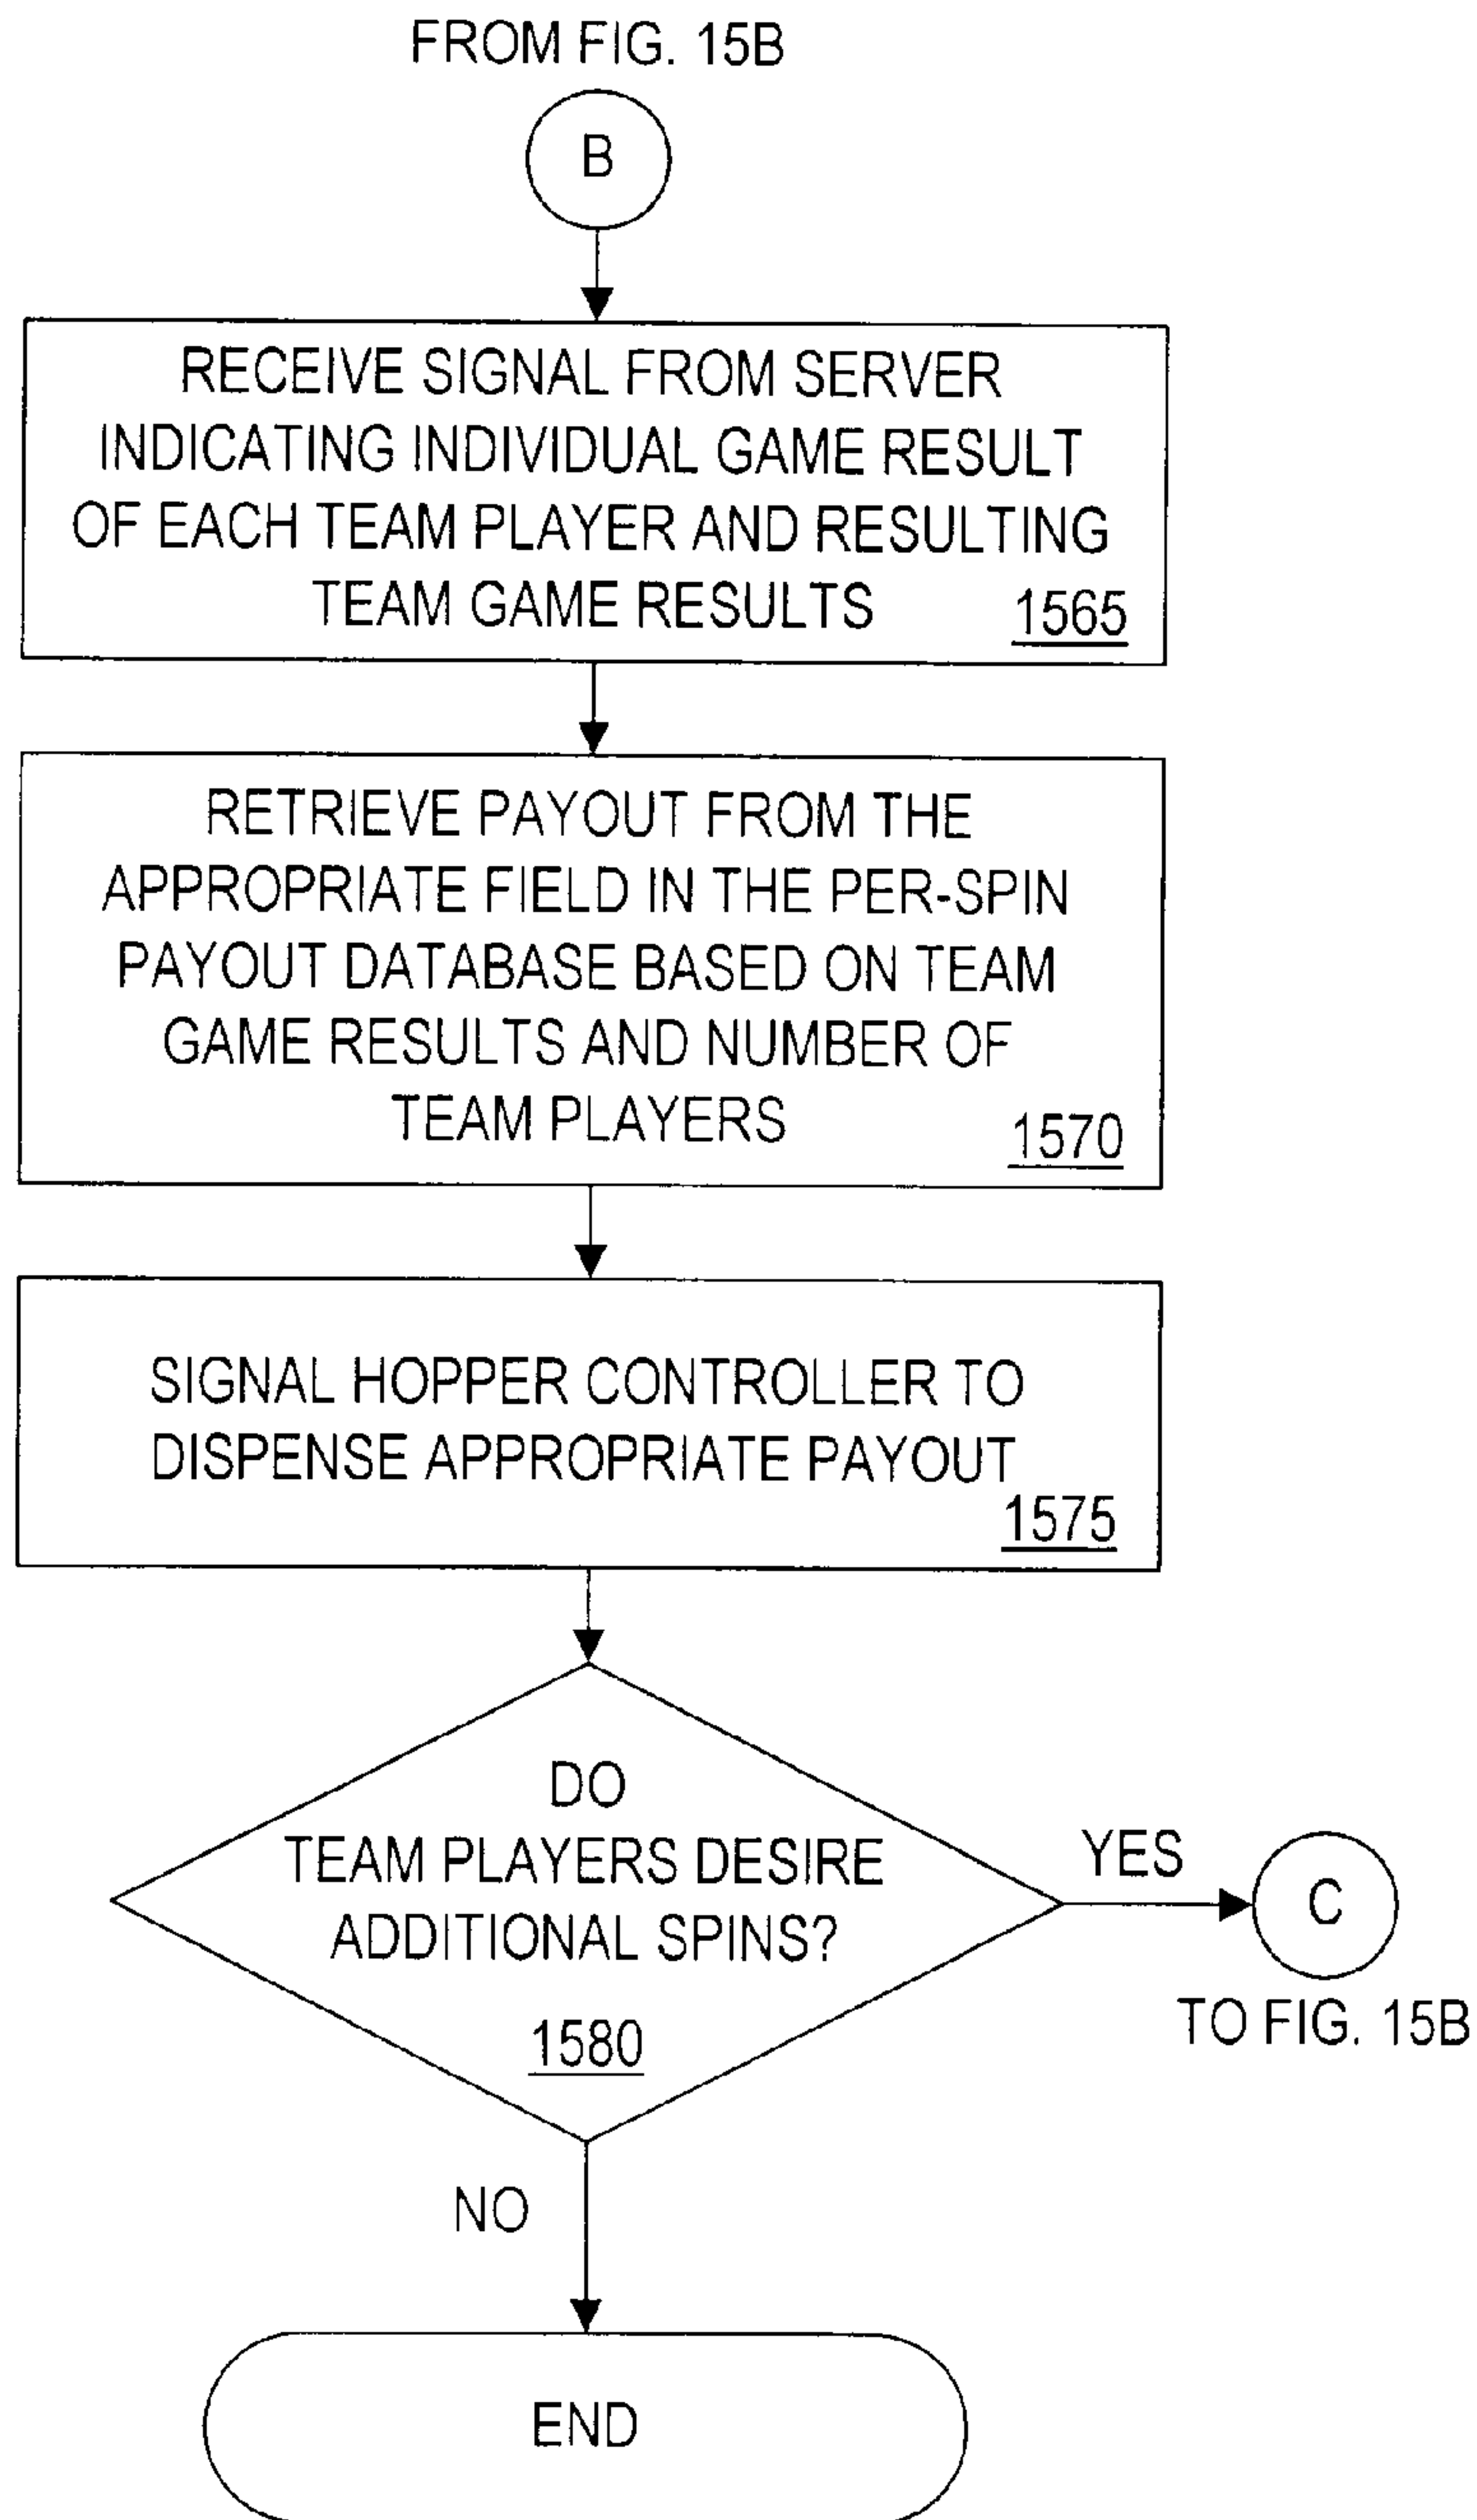 FROM FIG. 15B
B
RECEIVE SIGNAL FROM SERVER
INDICATING INDIVIDUAL GAME RESULT
OF EACH TEAM PLAYER AND RESULTING
TEAM GAME RESULTS
1565
RETRIEVE PAYOUT FROM THE
APPROPRIATE FIELD IN THE PER-SPIN
PAYOUT DATABASE BASED ON TEAM
GAME RESULTS AND NUMBER OF
TEAM PLAYERS
1570
SIGNAL HOPPER CONTROLLER TO
DISPENSE APPROPRIATE PAYOUT
1575
DO
TEAM PLAYERS DESIRE
ADDITIONAL SPINS?
1580
YES
C
TO FIG. 15B
NO
END